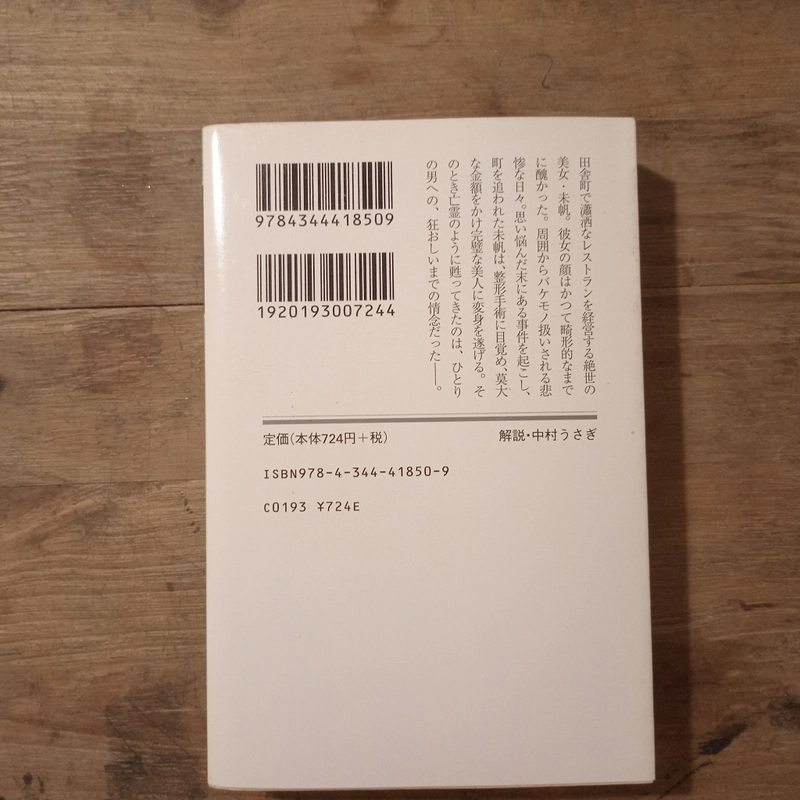 9784344418509
1920193007244
田舎町で瀟洒なレストランを経営する絶世の
美女・未帆。彼女の顔はかつて畸形的なまで
に醜かった。周囲からバケモノ扱いされる悲
惨な日々。思い悩んだ末にある事件を起こし、
町を追われた未帆は、整形手術に目覚め、莫大
な金額をかけ完璧な美人に変身を遂げる。そ
のとき亡霊のように甦ってきたのは、ひとり
の男への、狂おしいまでの情念だった——。
定価(本体724円+税)
解説・中村うさぎ
ISBN978-4-344-41850-9
C0193 ¥724E